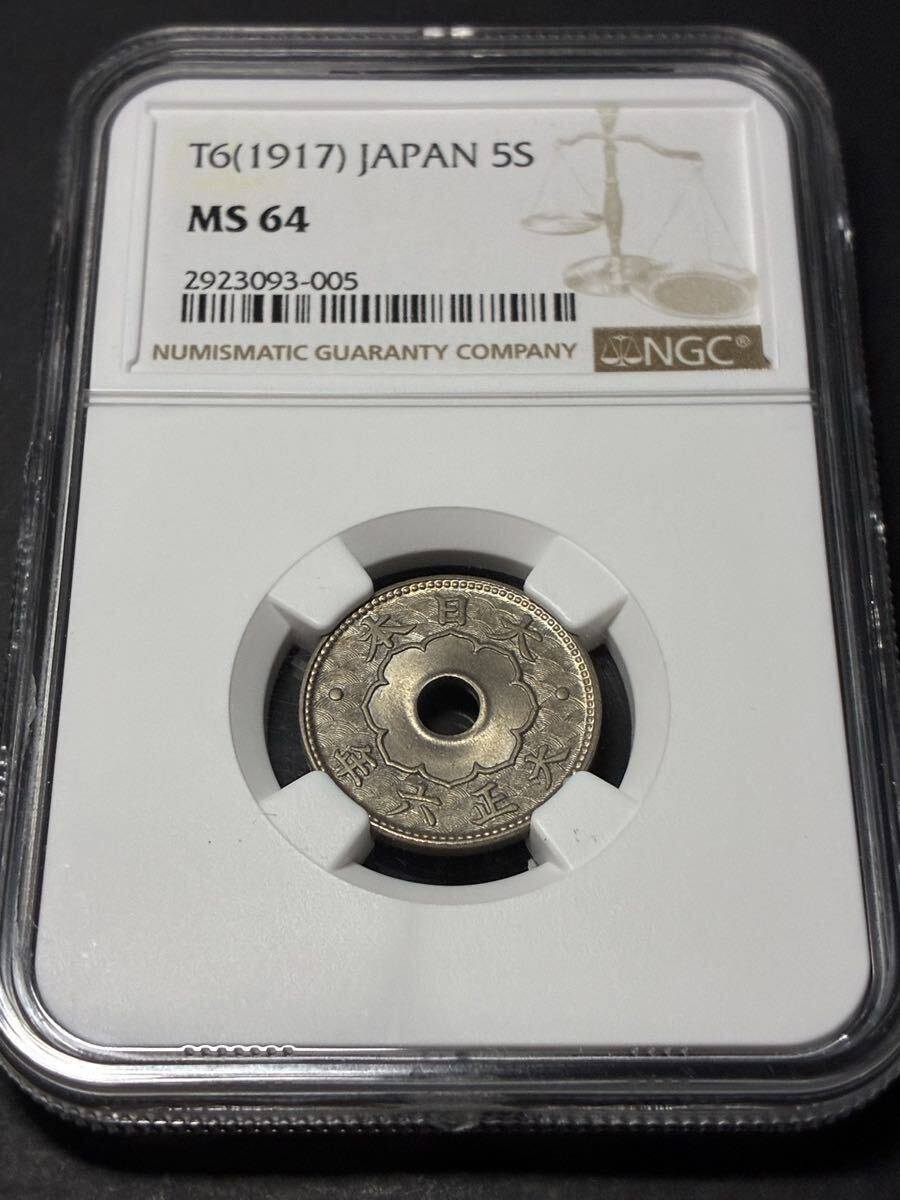 T6(1917) JAPAN 5S
MS 64
2923093-005
NUMISMATIC GUARANTY COMPANY
NGC®
大日本
大正六年